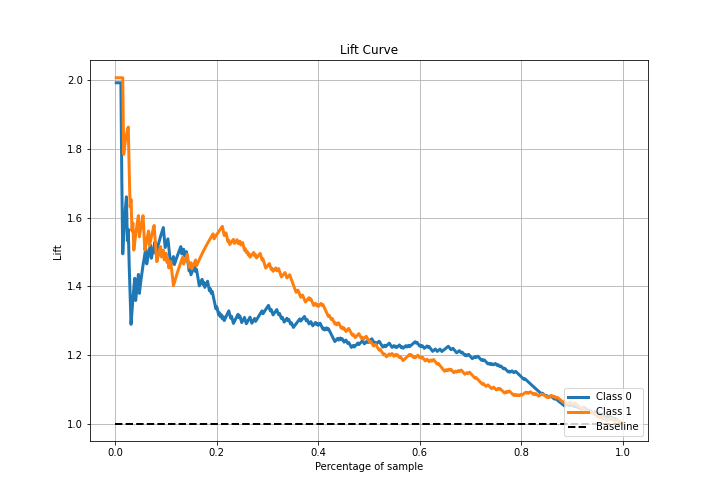 Lift Curve
Lift
2.0
1.8
1.6
1.4
1.2
1.0
0.0
0.2
0.4
0.6
0.8
1.0
Percentage of sample
Class 0
Class 1
Baseline